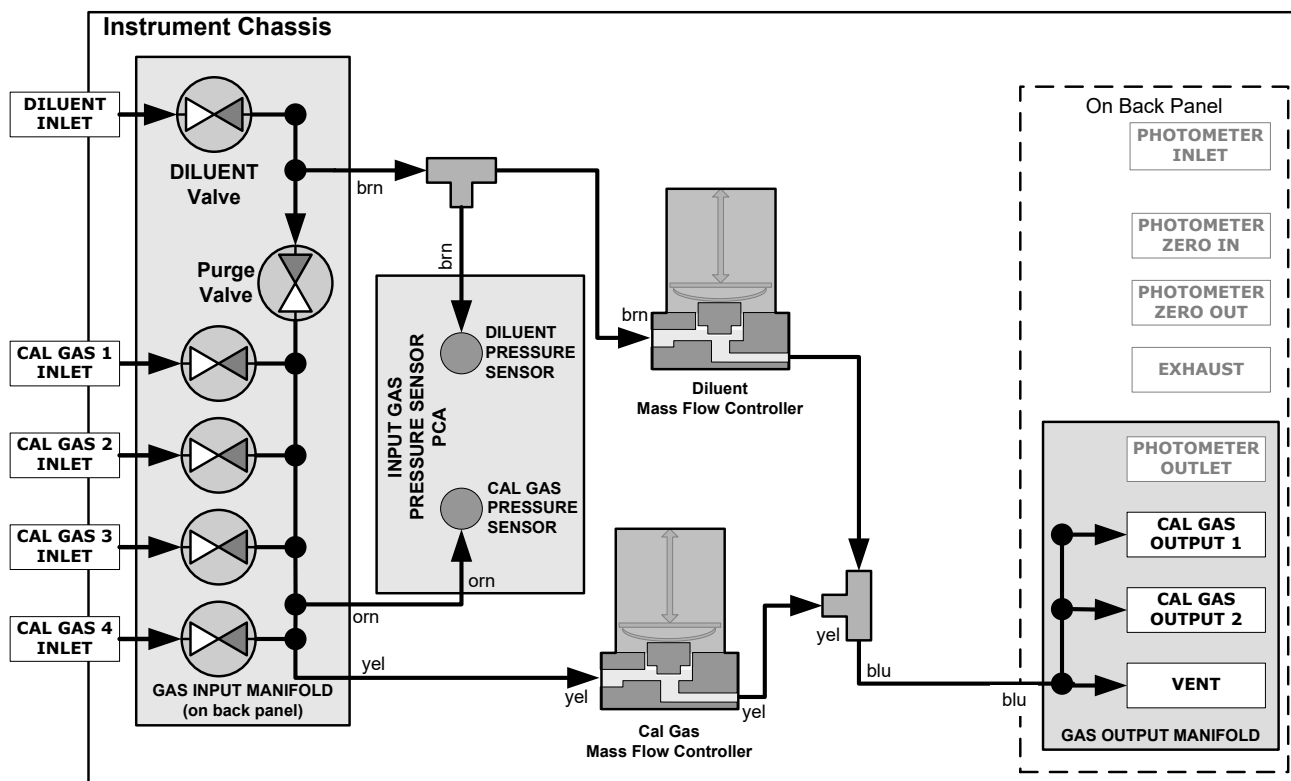 Instrument Chassis
DILUENT
INLET
DILUENT
Valve
Purge
Valve
CAL GAS 1
INLET
CAL GAS 2
INLET
CAL GAS 3
INLET
CAL GAS 4
INLET
GAS INPUT MANIFOLD
(on back panel)
brn
brn
brn
orn
orn
yel
yel
yel
yel
blu
blu
INPUT GAS
PRESSURE SENSOR
PCA
DILUENT
PRESSURE
SENSOR
CAL GAS
PRESSURE
SENSOR
Diluent
Mass Flow Controller
Cal Gas
Mass Flow Controller
On Back Panel
PHOTOMETER
INLET
PHOTOMETER
ZERO IN
PHOTOMETER
ZERO OUT
EXHAUST
PHOTOMETER
OUTLET
CAL GAS
OUTPUT 1
CAL GAS
OUTPUT 2
VENT
GAS OUTPUT MANIFOLD